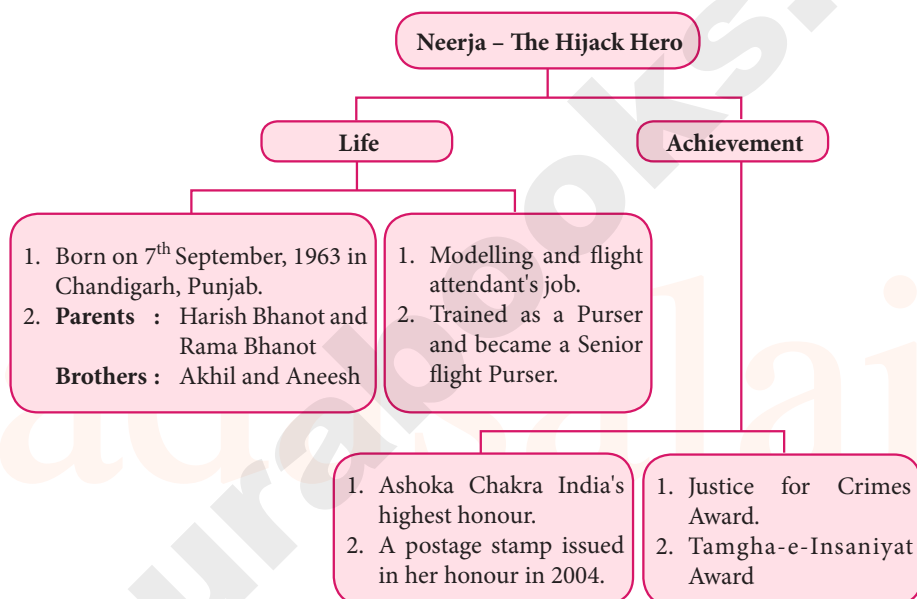 Neerja – The Hijack Hero
Life
Achievement
1. Born on 7th September, 1963 in
Chandigarh, Punjab.
2. Parents : Harish Bhanot and
Rama Bhanot
Brothers : Akhil and Aneesh
1. Modelling and flight
attendant's job.
2. Trained as a Purser
and became a Senior
flight Purser.
1. Ashoka Chakra India's
highest honour.
2. A postage stamp issued
in her honour in 2004.
1. Justice for Crimes
Award.
2. Tamgha-e-Insaniyat
Award